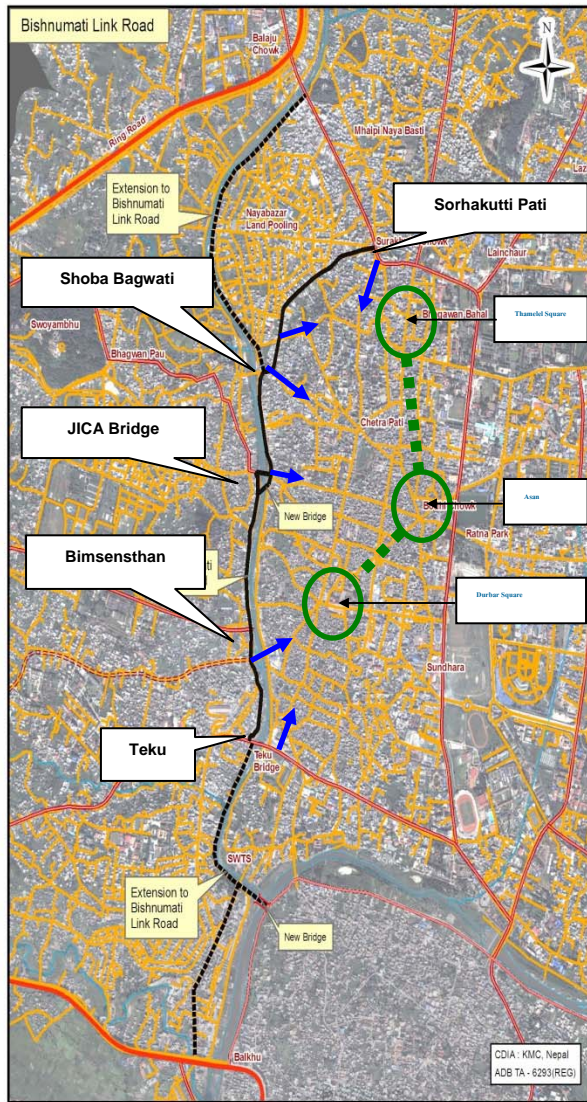 Bishnumati Link Road
N
Balaju
Chowk
Mhalpi Naya Basti
Ring Road
Extension to
Bishnumati
Link Road
Nayabazar
Land Pooling
Sorhakutti Pati
Lainchaur
Shoba Bagwati
Bhagawan Bahal
Thamelel Square
Swoyambhu
Bhagwan Pau
Chetra Pati
JICA Bridge
New Bridge
Asan
Ratna Park
Bimsensthan
Durbar Square
Sundhara
Teku
Teku
Bridge
SWTS
Extension to
Bishnumati
Link Road
New Bridge
Balkhu
CDIA : KMC, Nepal
ADB TA - 6293(REG)